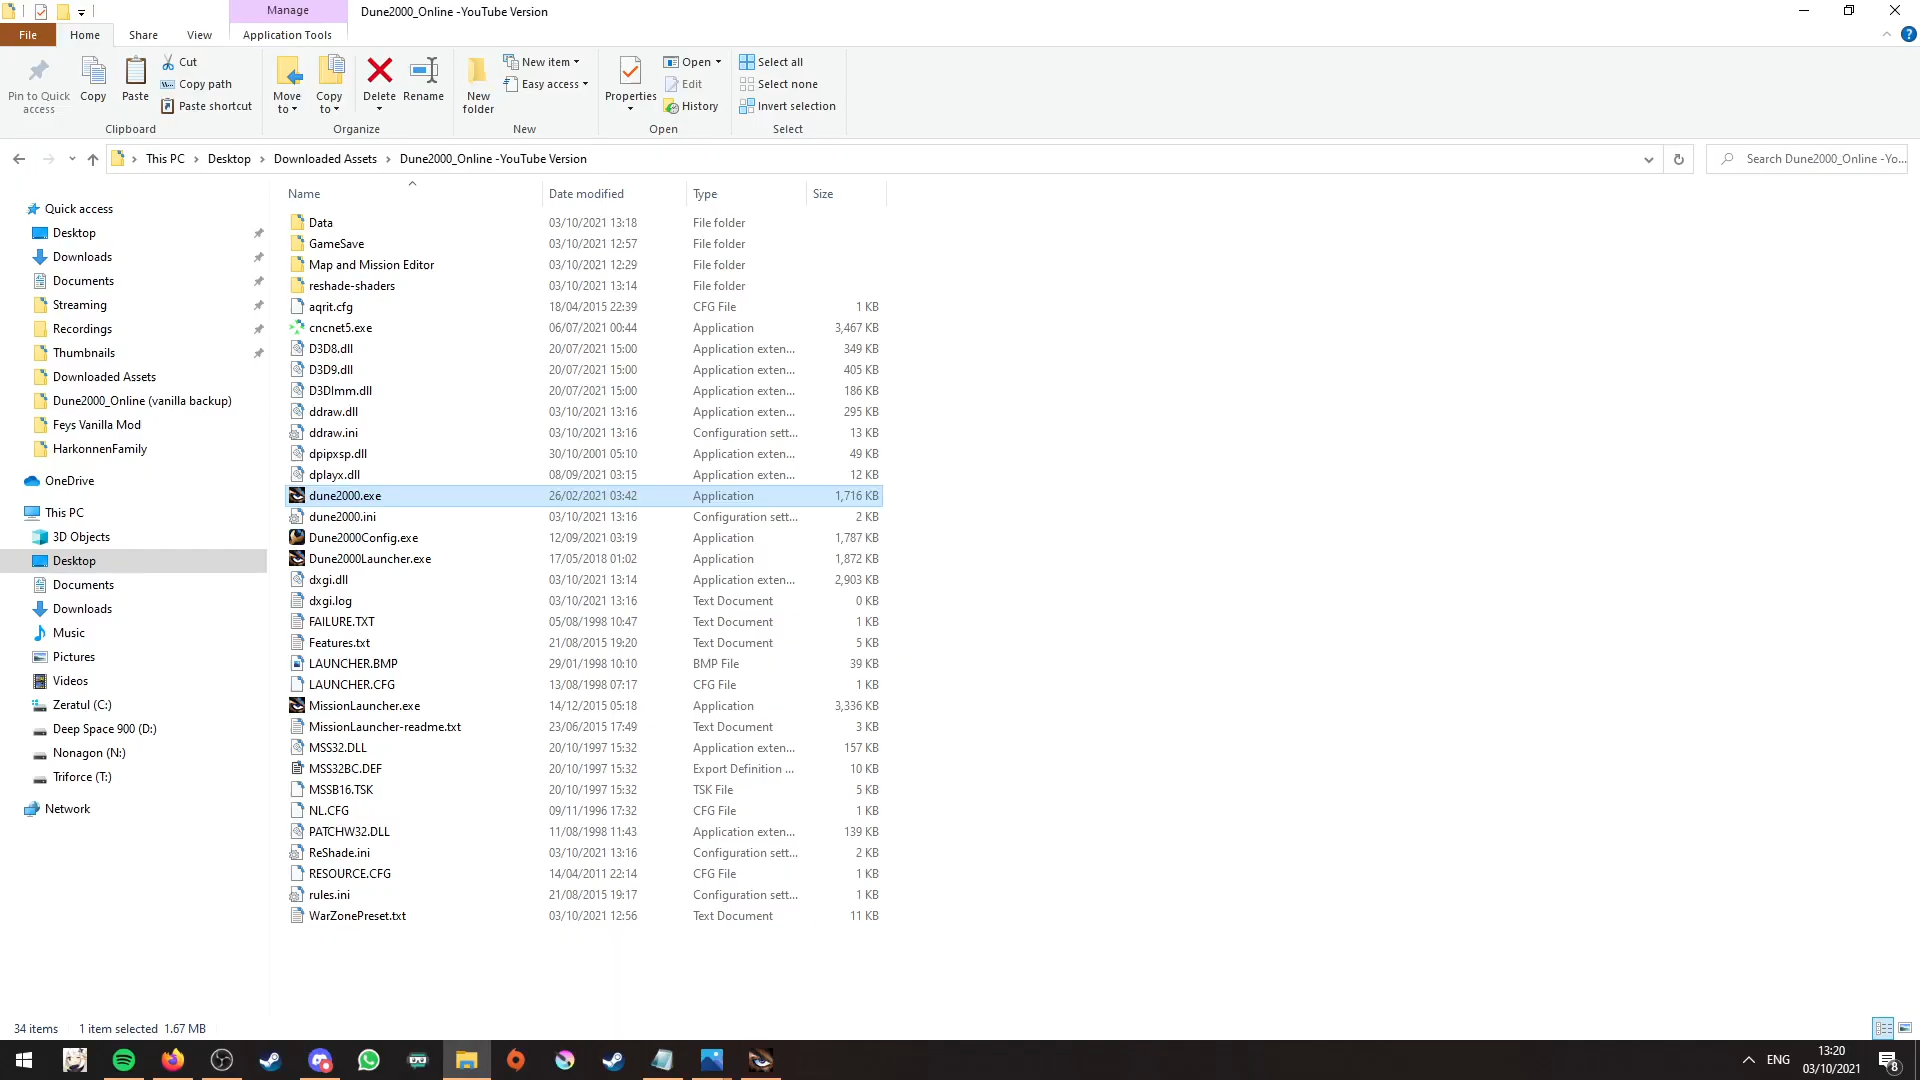 Manage
Dune2000_Online -YouTube Version
File
Home
Share
View
Application Tools
Pin to Quick access
Copy
Paste
Cut
Copy path
Paste shortcut
Clipboard
Move to
Copy to
Delete
Rename
Organize
New folder
New item
Easy access
New
Properties
Open
Edit
History
Open
Select all
Select none
Invert selection
Select
This PC
Desktop
Downloaded Assets
Dune2000_Online -YouTube Version
Search Dune2000_Online -Yo...
Quick access
Desktop
Downloads
Documents
Streaming
Recordings
Thumbnails
Downloaded Assets
Dune2000_Online (vanilla backup)
Feys Vanilla Mod
HarkonnenFamily
OneDrive
This PC
3D Objects
Desktop
Documents
Downloads
Music
Pictures
Videos
Zeratul (C:)
Deep Space 900 (D:)
Nonagon (N:)
Triforce (T:)
Network
Name Date modified Type Size
Data 03/10/2021 13:18 File folder
GameSave 03/10/2021 12:57 File folder
Map and Mission Editor 03/10/2021 12:29 File folder
reshade-shaders 03/10/2021 13:14 File folder
aqrit.cfg 18/04/2015 22:39 CFG File 1 KB
cncnet5.exe 06/07/2021 00:44 Application 3,467 KB
D3D8.dll 20/07/2021 15:00 Application exten... 349 KB
D3D9.dll 20/07/2021 15:00 Application exten... 405 KB
D3DImm.dll 20/07/2021 15:00 Application exten... 186 KB
ddraw.dll 03/10/2021 13:16 Application exten... 295 KB
ddraw.ini 03/10/2021 13:16 Configuration sett... 13 KB
dpipxsp.dll 30/10/2001 05:10 Application exten... 49 KB
dplayx.dll 08/09/2021 03:15 Application exten... 12 KB
dune2000.exe 26/02/2021 03:42 Application 1,716 KB
dune2000.ini 03/10/2021 13:16 Configuration sett... 2 KB
Dune2000Config.exe 12/09/2021 03:19 Application 1,787 KB
Dune2000Launcher.exe 17/05/2018 01:02 Application 1,872 KB
dxgi.dll 03/10/2021 13:14 Application exten... 2,903 KB
dxgi.log 03/10/2021 13:16 Text Document 0 KB
FAILURE.TXT 05/08/1998 10:47 Text Document 1 KB
Features.txt 21/08/2015 19:20 Text Document 5 KB
LAUNCHER.BMP 29/01/1998 10:10 BMP File 39 KB
LAUNCHER.CFG 13/08/1998 07:17 CFG File 1 KB
MissionLauncher.exe 14/12/2015 05:18 Application 3,336 KB
MissionLauncher-readme.txt 23/06/2015 17:49 Text Document 3 KB
MSS32.DLL 20/10/1997 15:32 Application exten... 157 KB
MSS32BC.DEF 20/10/1997 15:32 Export Definition ... 10 KB
MSSB16.TSK 20/10/1997 15:32 TSK File 5 KB
NL.CFG 09/11/1996 17:32 CFG File 1 KB
PATCHW32.DLL 11/08/1998 11:43 Application exten... 139 KB
ReShade.ini 03/10/2021 13:16 Configuration sett... 2 KB
RESOURCE.CFG 14/04/2011 22:14 CFG File 1 KB
rules.ini 21/08/2015 19:17 Configuration sett... 1 KB
WarZonePreset.txt 03/10/2021 12:56 Text Document 11 KB
34 items 1 item selected 1.67 MB
ENG
13:20
03/10/2021
8